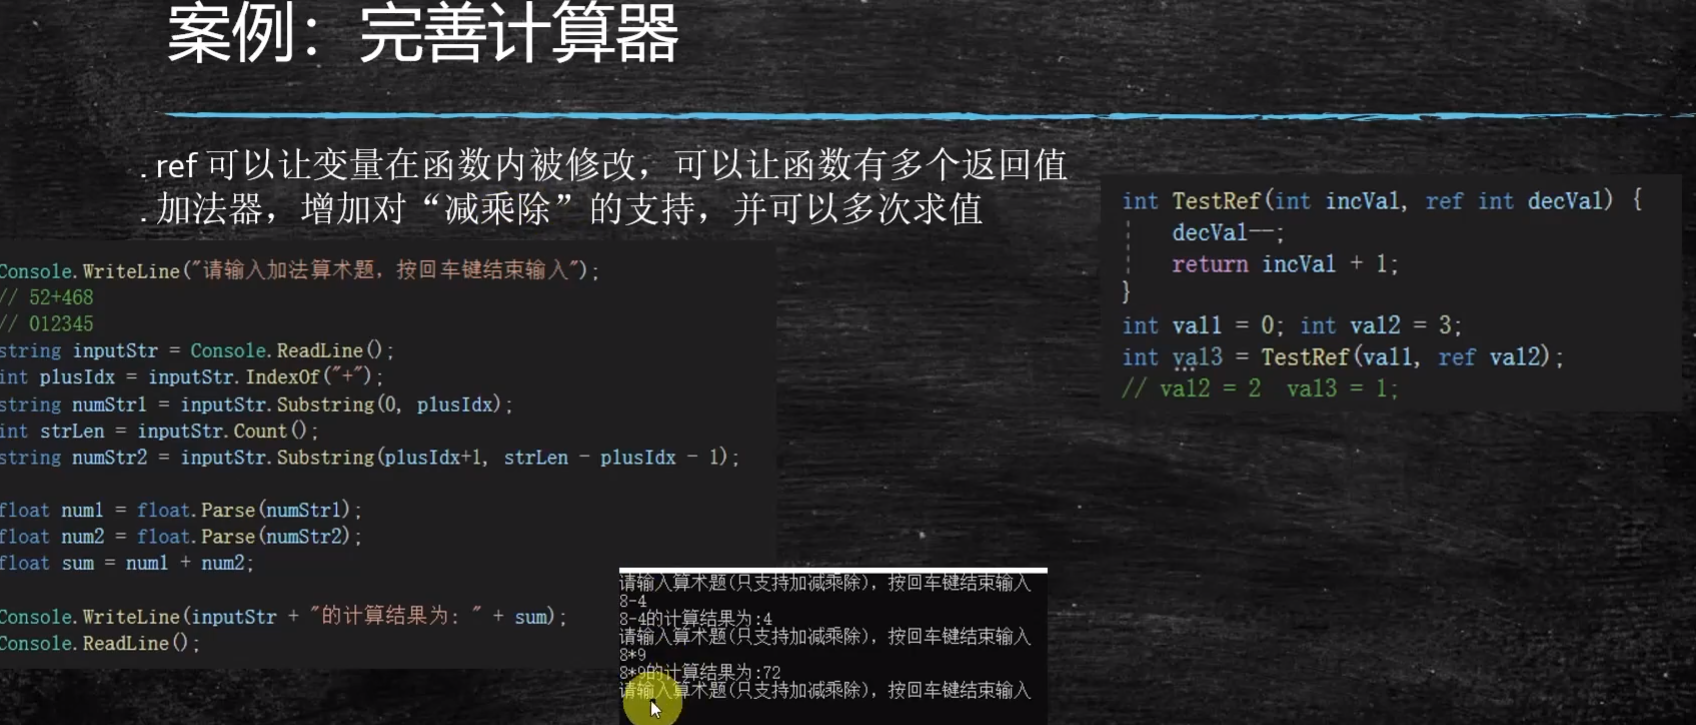 案例：完善计算器
. ref 可以让变量在函数内被修改，可以让函数有多个返回值
. 加法器，增加对“减乘除”的支持，并可以多次求值
Console.WriteLine("请输入加法算术题，按回车键结束输入");
// 52+468
// 012345
string inputStr = Console.ReadLine();
int plusIdx = inputStr.IndexOf("+");
string numStr1 = inputStr.Substring(0, plusIdx);
int strLen = inputStr.Count();
string numStr2 = inputStr.Substring(plusIdx+1, strLen - plusIdx - 1);
float num1 = float.Parse(numStr1);
float num2 = float.Parse(numStr2);
float sum = num1 + num2;
Console.WriteLine(inputStr + "的计算结果为: " + sum);
Console.ReadLine();
int TestRef(int incVal, ref int decVal) {
decVal--;
return incVal + 1;
}
int val1 = 0; int val2 = 3;
int val3 = TestRef(val1, ref val2);
// val2 = 2  val3 = 1;
请输入算术题(只支持加减乘除)，按回车键结束输入
8-4
8-4的计算结果为:4
请输入算术题(只支持加减乘除)，按回车键结束输入
8*9
8*9的计算结果为:72
请输入算术题(只支持加减乘除)，按回车键结束输入